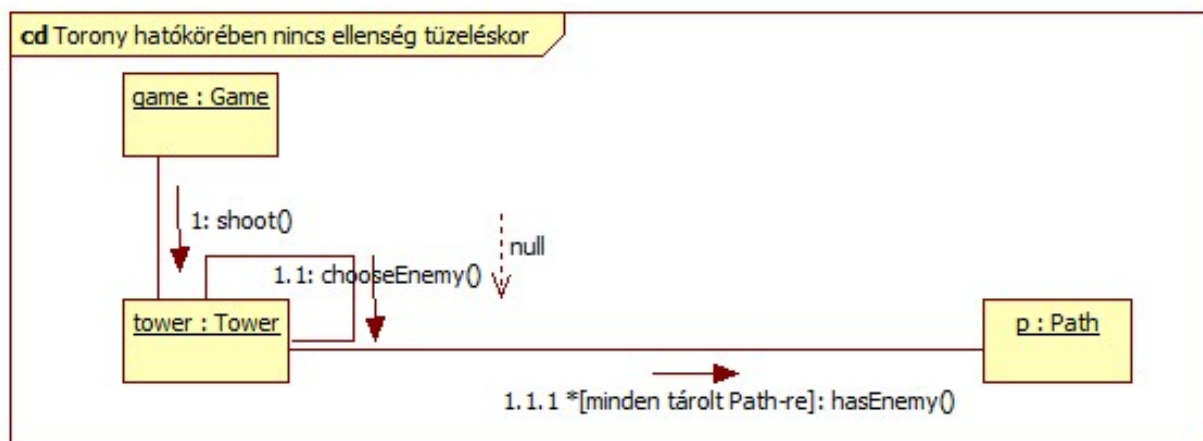 cd Torony hatókörében nincs ellenség tüzeléskor
game : Game
1: shoot()
null
1.1: chooseEnemy()
tower : Tower
p : Path
1.1.1 *[minden tárolt Path-re]: hasEnemy()